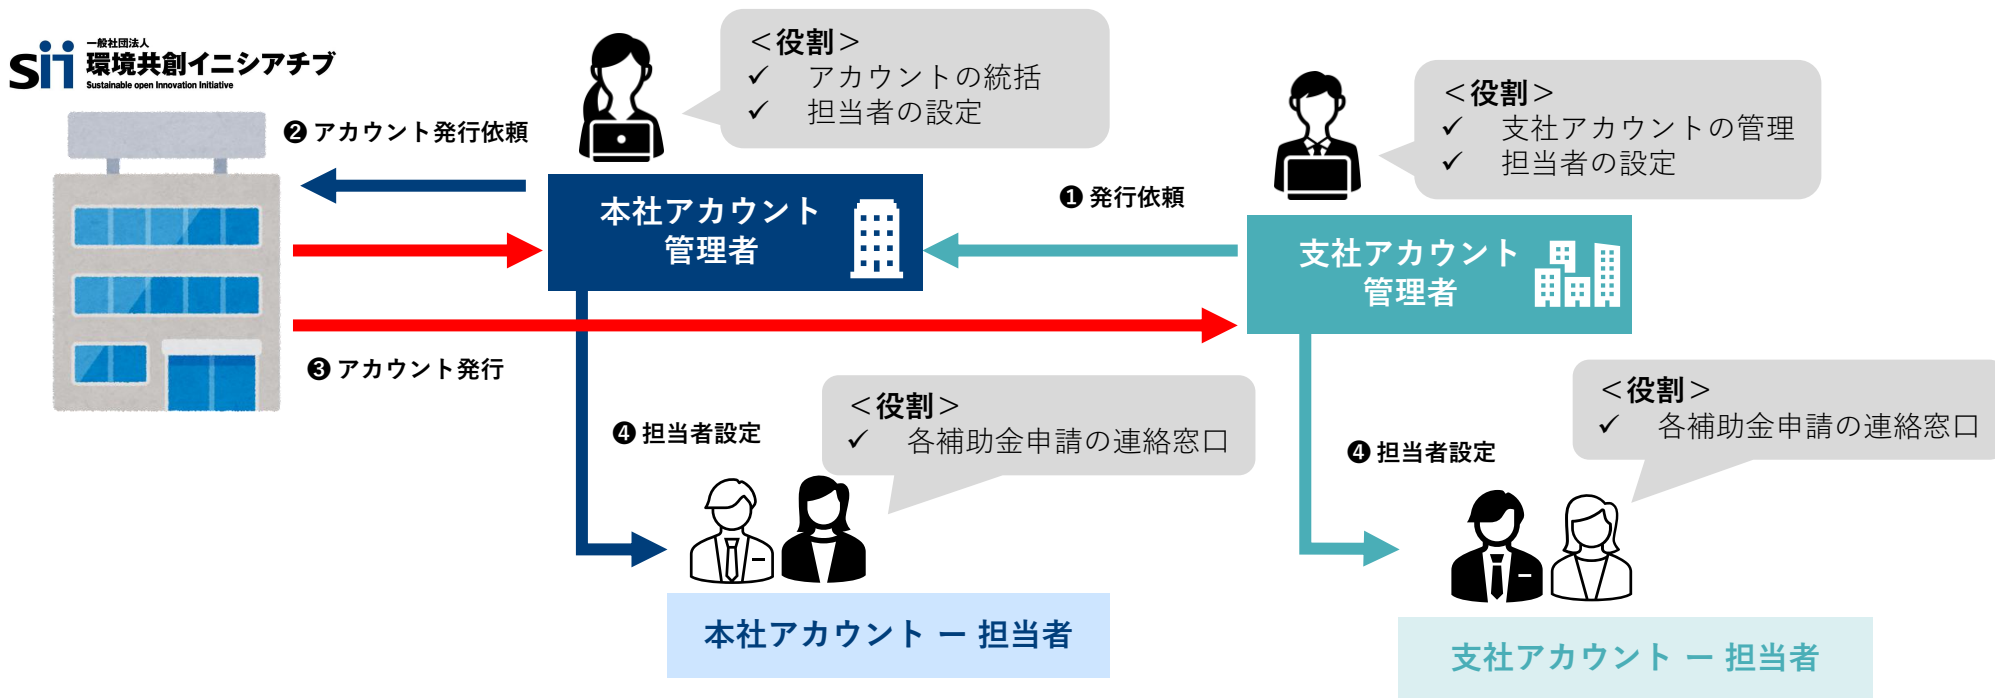 sii
一般社団法人
環境共創イニシアチブ
Sustainable open Innovation Initiative
＜役割＞
✓ アカウントの統括
✓ 担当者の設定
＜役割＞
✓ 支社アカウントの管理
✓ 担当者の設定
❷ アカウント発行依頼
❶ 発行依頼
本社アカウント
管理者
支社アカウント
管理者
❸ アカウント発行
❹ 担当者設定
＜役割＞
✓ 各補助金申請の連絡窓口
❹ 担当者設定
＜役割＞
✓ 各補助金申請の連絡窓口
本社アカウント ー 担当者
支社アカウント ー 担当者